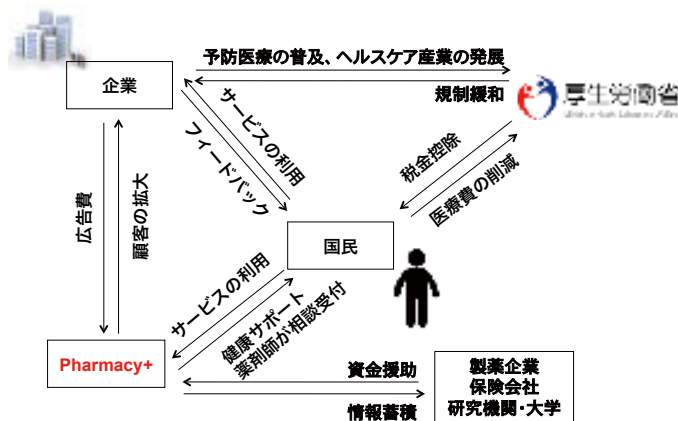 予防医療の普及、ヘルスケア産業の発展
企業
規制緩和
厚生労働省
サービスの利用
フィードバック
税金控除
医療費の削減
広告費
顧客の拡大
国民
サービスの利用
健康サポート
薬剤師が相談受付
Pharmacy+
資金援助
情報蓄積
製薬企業
保険会社
研究機関・大学